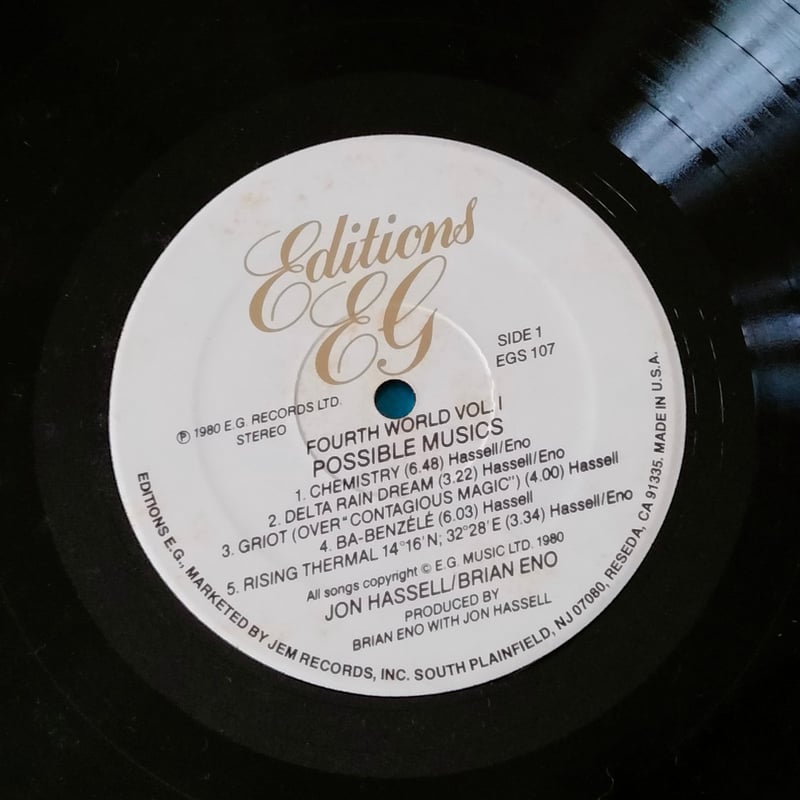 Editions
EG
SIDE 1
EGS 107
℗ 1980 E.G. RECORDS LTD.
STEREO
FOURTH WORLD VOL. I
POSSIBLE MUSICS
1. CHEMISTRY (6.48) Hassell/Eno
2. DELTA RAIN DREAM (3.22) Hassell/Eno
3. GRIOT (OVER "CONTAGIOUS MAGIC") (4.00) Hassell
4. BA-BENZÉLÉ (6.03) Hassell
5. RISING THERMAL 14°16'N; 32°28'E (3.34) Hassell/Eno
All songs copyright © E.G. MUSIC LTD. 1980
JON HASSELL/BRIAN ENO
PRODUCED BY
BRIAN ENO WITH JON HASSELL
EDITIONS E.G., MARKETED BY JEM RECORDS, INC. SOUTH PLAINFIELD, NJ 07080, RESEDA, CA 91335. MADE IN U.S.A.